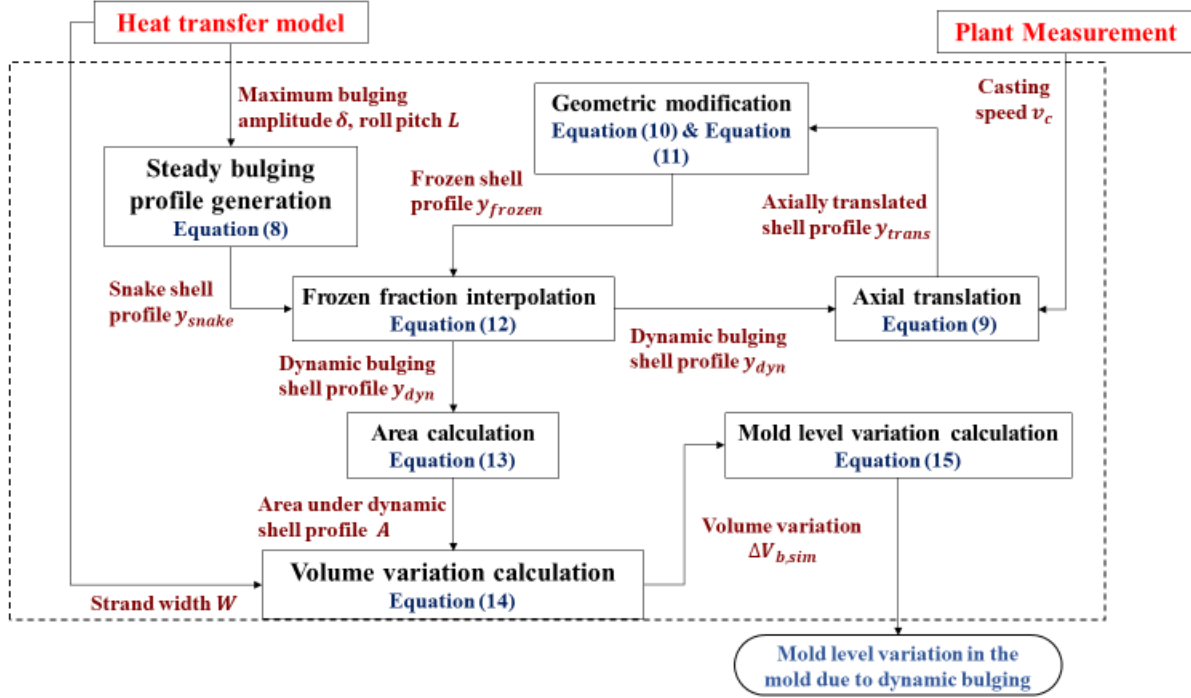 Heat transfer model
Plant Measurement
Maximum bulging
amplitude δ, roll pitch L
Geometric modification
Equation (10) & Equation
(11)
Casting
speed v_c
Steady bulging
profile generation
Equation (8)
Frozen shell
profile y_frozen
Axially translated
shell profile y_trans
Snake shell
profile y_snake
Frozen fraction interpolation
Equation (12)
Axial translation
Equation (9)
Dynamic bulging
shell profile y_dyn
Dynamic bulging
shell profile y_dyn
Area calculation
Equation (13)
Mold level variation calculation
Equation (15)
Area under dynamic
shell profile A
Volume variation
ΔV_b,sim
Volume variation calculation
Equation (14)
Strand width W
Mold level variation in the
mold due to dynamic bulging